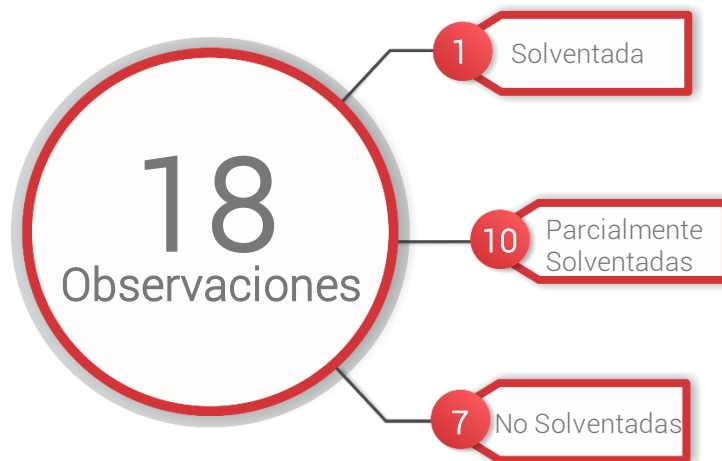 18
Observaciones
1
Solventada
10
Parcialmente
Solventadas
7
No Solventadas